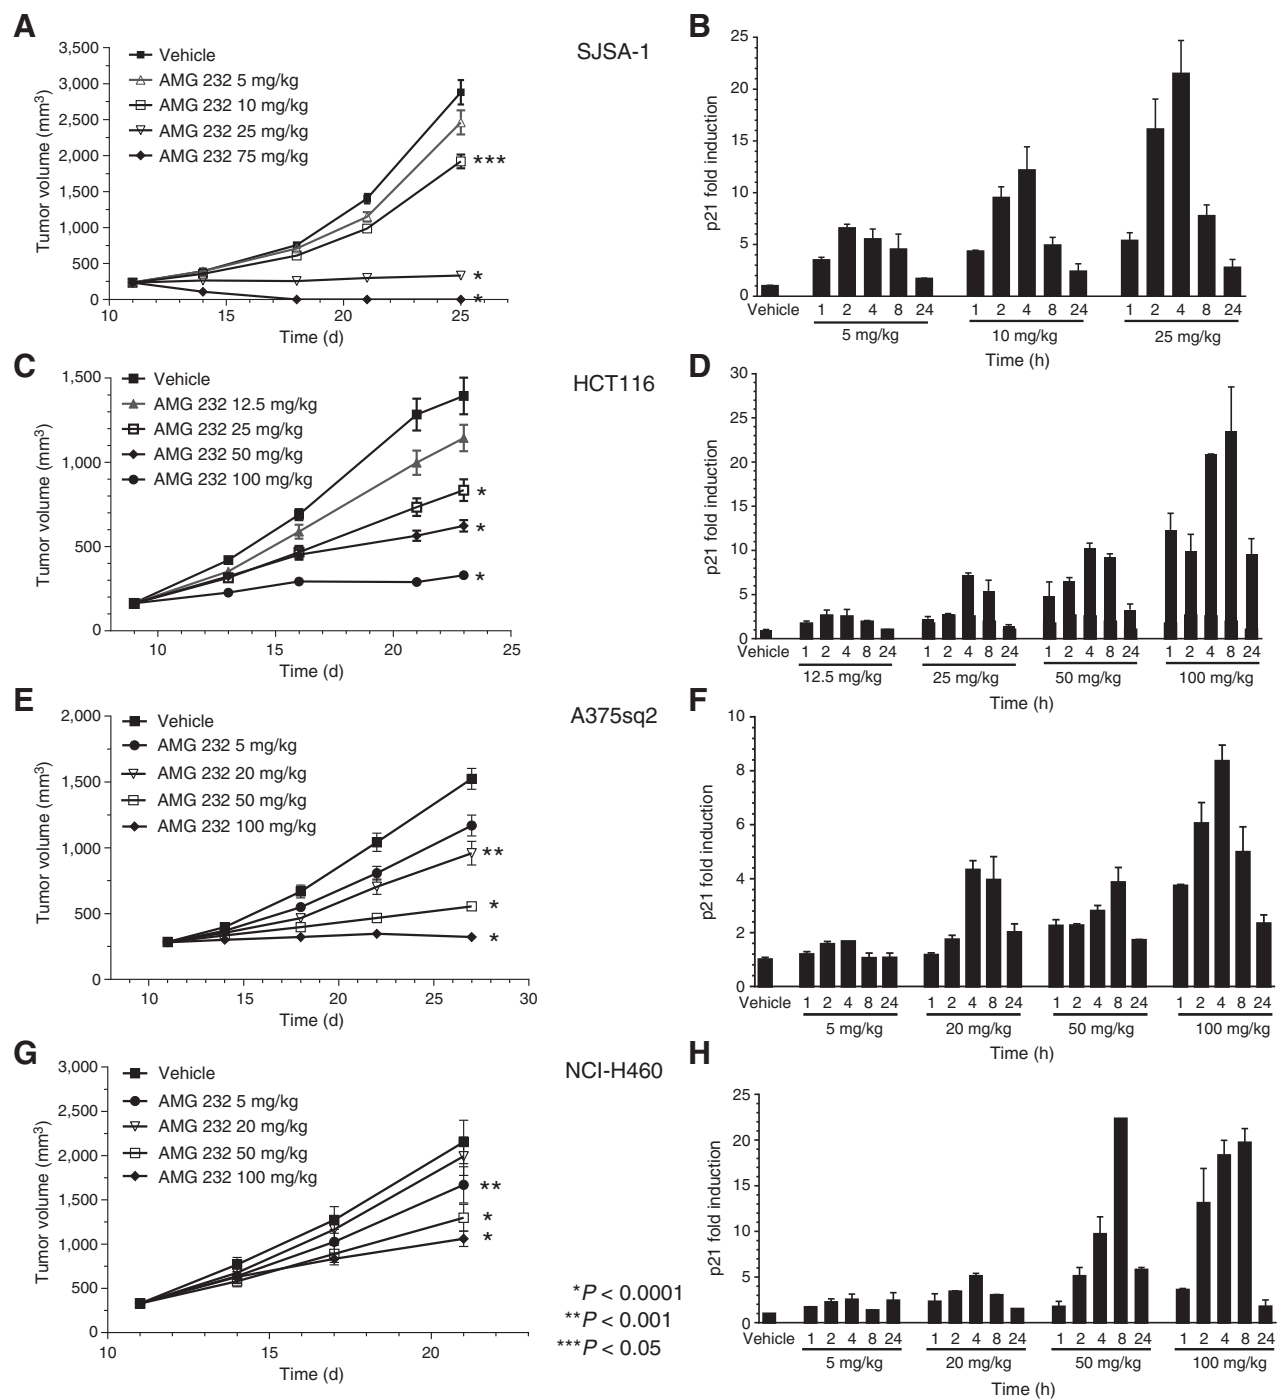 A
SJSA-1
Tumor volume (mm³)
3,500
3,000
2,500
2,000
1,500
1,000
500
0
Vehicle
AMG 232 5 mg/kg
AMG 232 10 mg/kg
AMG 232 25 mg/kg
AMG 232 75 mg/kg
***
*
*
10 15 20 25
Time (d)
B
p21 fold induction
25
20
15
10
5
0
Vehicle 1 2 4 8 24 1 2 4 8 24 1 2 4 8 24
5 mg/kg 10 mg/kg 25 mg/kg
Time (h)
C
HCT116
Tumor volume (mm³)
1,500
1,000
500
0
Vehicle
AMG 232 12.5 mg/kg
AMG 232 25 mg/kg
AMG 232 50 mg/kg
AMG 232 100 mg/kg
*
*
*
10 15 20 25
Time (d)
D
p21 fold induction
30
25
20
15
10
5
0
Vehicle 1 2 4 8 24 1 2 4 8 24 1 2 4 8 24 1 2 4 8 24
12.5 mg/kg 25 mg/kg 50 mg/kg 100 mg/kg
Time (h)
E
A375sq2
Tumor volume (mm³)
2,000
1,500
1,000
500
0
Vehicle
AMG 232 5 mg/kg
AMG 232 20 mg/kg
AMG 232 50 mg/kg
AMG 232 100 mg/kg
**
*
*
10 15 20 25 30
Time (d)
F
p21 fold induction
10
8
6
4
2
0
Vehicle 1 2 4 8 24 1 2 4 8 24 1 2 4 8 24 1 2 4 8 24
5 mg/kg 20 mg/kg 50 mg/kg 100 mg/kg
Time (h)
G
NCI-H460
Tumor volume (mm³)
3,000
2,500
2,000
1,500
1,000
500
0
Vehicle
AMG 232 5 mg/kg
AMG 232 20 mg/kg
AMG 232 50 mg/kg
AMG 232 100 mg/kg
**
*
*
10 15 20
Time (d)
*P < 0.0001
**P < 0.001
***P < 0.05
H
p21 fold induction
25
20
15
10
5
0
Vehicle 1 2 4 8 24 1 2 4 8 24 1 2 4 8 24 1 2 4 8 24
5 mg/kg 20 mg/kg 50 mg/kg 100 mg/kg
Time (h)